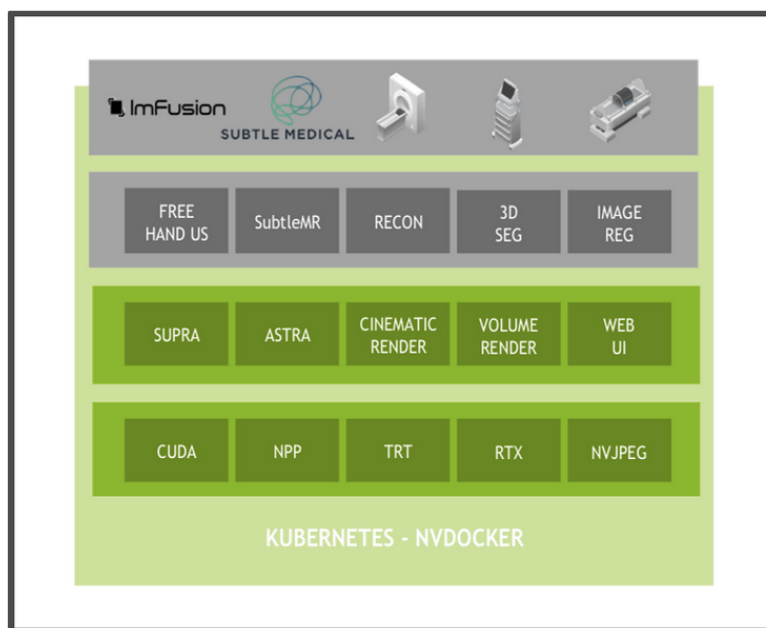 ImFusion
SUBTLE MEDICAL
FREE
HAND US
SubtleMR
RECON
3D
SEG
IMAGE
REG
SUPRA
ASTRA
CINEMATIC
RENDER
VOLUME
RENDER
WEB
UI
CUDA
NPP
TRT
RTX
NVJPEG
KUBERNETES - NVDOCKER